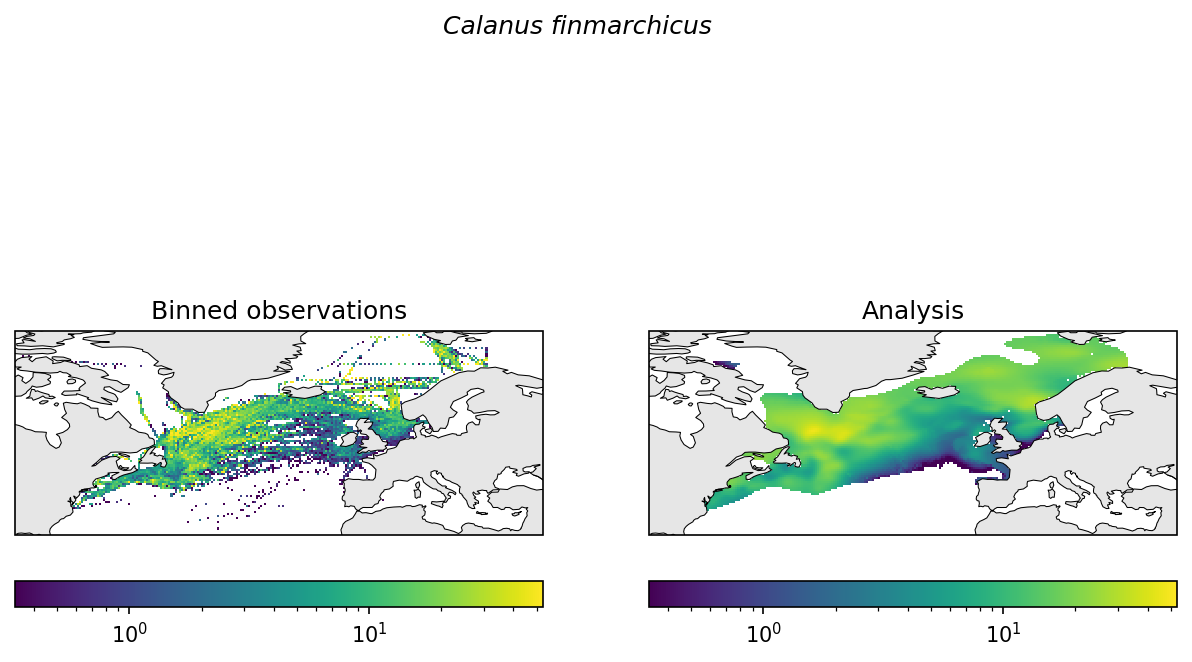 Calanus finmarchicus
Binned observations
Analysis
10⁰ 10¹
10⁰ 10¹